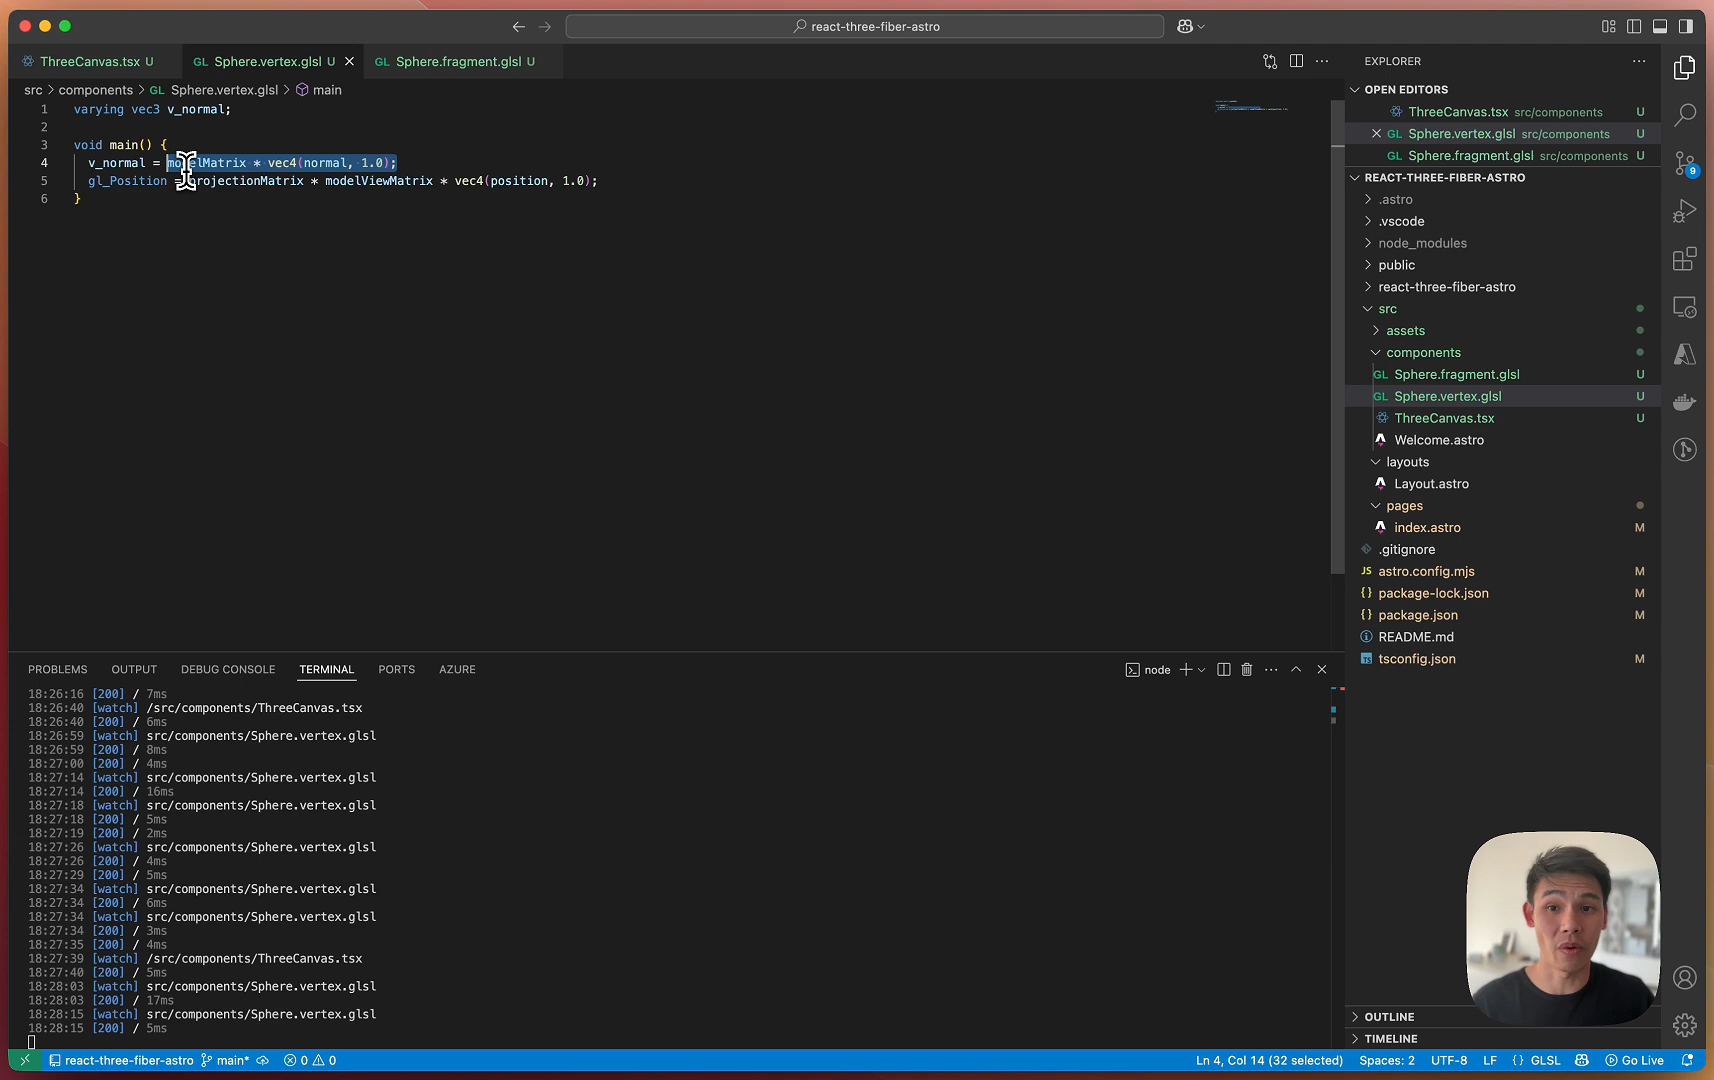 react-three-fiber-astro
ThreeCanvas.tsx U
GL Sphere.vertex.glsl U
GL Sphere.fragment.glsl U
src > components > GL Sphere.vertex.glsl > main
1 varying vec3 v_normal;
2
3 void main() {
4 v_normal = modelMatrix * vec4(normal, 1.0);
5 gl_Position = projectionMatrix * modelViewMatrix * vec4(position, 1.0);
6 }
EXPLORER
OPEN EDITORS
ThreeCanvas.tsx src/components U
GL Sphere.vertex.glsl src/components U
GL Sphere.fragment.glsl src/components U
REACT-THREE-FIBER-ASTRO
.astro
.vscode
node_modules
public
react-three-fiber-astro
src
assets
components
GL Sphere.fragment.glsl U
GL Sphere.vertex.glsl U
ThreeCanvas.tsx U
Welcome.astro
layouts
Layout.astro
pages
index.astro M
.gitignore
JS astro.config.mjs M
{ } package-lock.json M
{ } package.json M
README.md
TS tsconfig.json M
9
OUTLINE
TIMELINE
PROBLEMS OUTPUT DEBUG CONSOLE TERMINAL PORTS AZURE
node
18:26:16 [200] / 7ms
18:26:40 [watch] /src/components/ThreeCanvas.tsx
18:26:40 [200] / 6ms
18:26:59 [watch] src/components/Sphere.vertex.glsl
18:26:59 [200] / 8ms
18:27:00 [200] / 4ms
18:27:14 [watch] src/components/Sphere.vertex.glsl
18:27:14 [200] / 16ms
18:27:18 [watch] src/components/Sphere.vertex.glsl
18:27:18 [200] / 5ms
18:27:19 [200] / 2ms
18:27:26 [watch] src/components/Sphere.vertex.glsl
18:27:26 [200] / 4ms
18:27:29 [200] / 5ms
18:27:34 [watch] src/components/Sphere.vertex.glsl
18:27:34 [200] / 6ms
18:27:34 [watch] src/components/Sphere.vertex.glsl
18:27:34 [200] / 3ms
18:27:35 [200] / 4ms
18:27:39 [watch] /src/components/ThreeCanvas.tsx
18:27:40 [200] / 5ms
18:28:03 [watch] src/components/Sphere.vertex.glsl
18:28:03 [200] / 17ms
18:28:15 [watch] src/components/Sphere.vertex.glsl
18:28:15 [200] / 5ms
react-three-fiber-astro main* 0 0 Ln 4, Col 14 (32 selected) Spaces: 2 UTF-8 LF { } GLSL Go Live